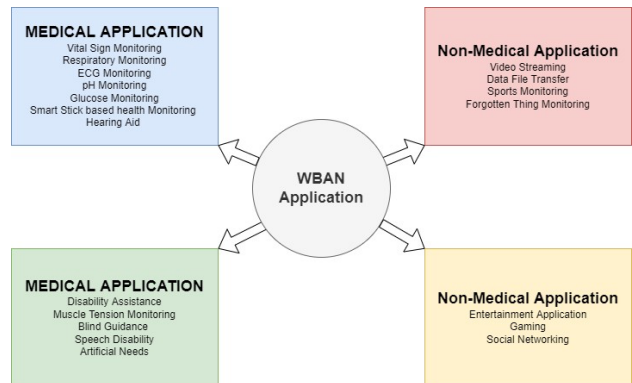 MEDICAL APPLICATION
Vital Sign Monitoring
Respiratory Monitoring
ECG Monitoring
pH Monitoring
Glucose Monitoring
Smart Stick based health Monitoring
Hearing Aid
Non-Medical Application
Video Streaming
Data File Transfer
Sports Monitoring
Forgotten Thing Monitoring
WBAN
Application
MEDICAL APPLICATION
Disability Assistance
Muscle Tension Monitoring
Blind Guidance
Speech Disability
Artificial Needs
Non-Medical Application
Entertainment Application
Gaming
Social Networking